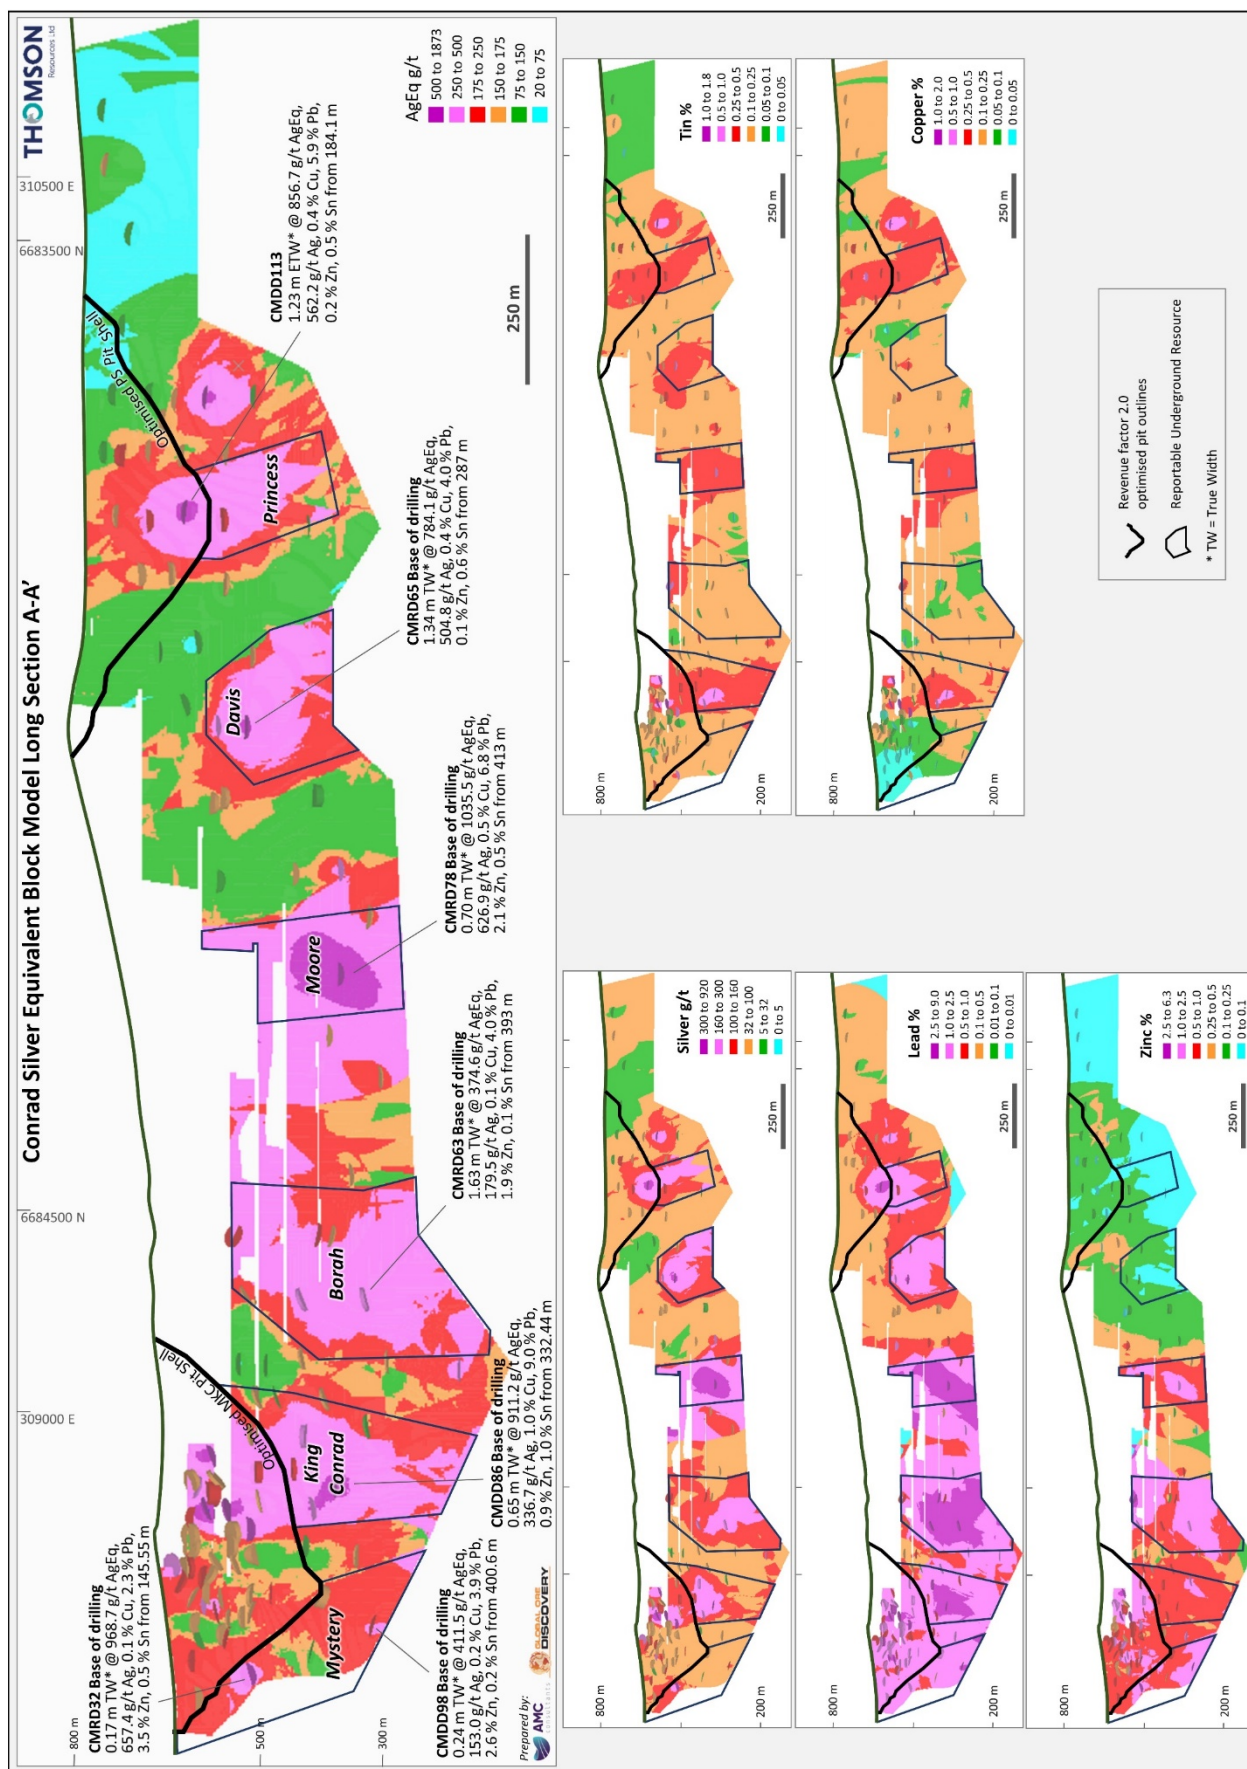 Conrad Silver Equivalent Block Model Long Section A-A’
THOMSON
Resources Ltd
309000 E
6684500 N
6683500 N
310500 E
800 m
500 m
300 m
CMRD32 Base of drilling
0.17 m TW* @ 968.7 g/t AgEq,
657.4 g/t Ag, 0.1 % Cu, 2.3 % Pb,
3.5 % Zn, 0.5 % Sn from 145.55 m
Optimised MKC Pit Shell
Optimised PS Pit Shell
Mystery
King
Conrad
Borah
Moore
Davis
Princess
AgEq g/t
500 to 1873
250 to 500
175 to 250
150 to 175
75 to 150
20 to 75
CMDD98 Base of drilling
0.24 m TW* @ 411.5 g/t AgEq,
153.0 g/t Ag, 0.2 % Cu, 3.9 % Pb,
2.6 % Zn, 0.2 % Sn from 400.6 m
CMDD86 Base of drilling
0.65 m TW* @ 911.2 g/t AgEq,
336.7 g/t Ag, 1.0 % Cu, 9.0 % Pb,
0.9 % Zn, 1.0 % Sn from 332.44 m
CMRD63 Base of drilling
1.63 m TW* @ 374.6 g/t AgEq,
179.5 g/t Ag, 0.1 % Cu, 4.0 % Pb,
1.9 % Zn, 0.1 % Sn from 393 m
CMRD78 Base of drilling
0.70 m TW* @ 1035.5 g/t AgEq,
626.9 g/t Ag, 0.5 % Cu, 6.8 % Pb,
2.1 % Zn, 0.5 % Sn from 413 m
CMRD65 Base of drilling
1.34 m TW* @ 784.1 g/t AgEq,
504.8 g/t Ag, 0.4 % Cu, 4.0 % Pb,
0.1 % Zn, 0.6 % Sn from 287 m
CMDD113
1.23 m ETW* @ 856.7 g/t AgEq,
562.2 g/t Ag, 0.4 % Cu, 5.9 % Pb,
0.2 % Zn, 0.5 % Sn from 184.1 m
250 m
Prepared by:
AMC
consultants
GLOBAL ORE
DISCOVERY
800 m
200 m
Silver g/t
300 to 920
160 to 300
100 to 160
32 to 100
5 to 32
0 to 5
250 m
800 m
200 m
Tin %
1.0 to 1.8
0.5 to 1.0
0.25 to 0.5
0.1 to 0.25
0.05 to 0.1
0 to 0.05
250 m
800 m
200 m
Lead %
2.5 to 9.0
1.0 to 2.5
0.5 to 1.0
0.1 to 0.5
0.01 to 0.1
0 to 0.01
250 m
800 m
200 m
Copper %
1.0 to 2.0
0.5 to 1.0
0.25 to 0.5
0.1 to 0.25
0.05 to 0.1
0 to 0.05
250 m
800 m
200 m
Zinc %
2.5 to 6.3
1.0 to 2.5
0.5 to 1.0
0.25 to 0.5
0.1 to 0.25
0 to 0.1
250 m
Revenue factor 2.0
optimised pit outlines
Reportable Underground Resource
* TW = True Width